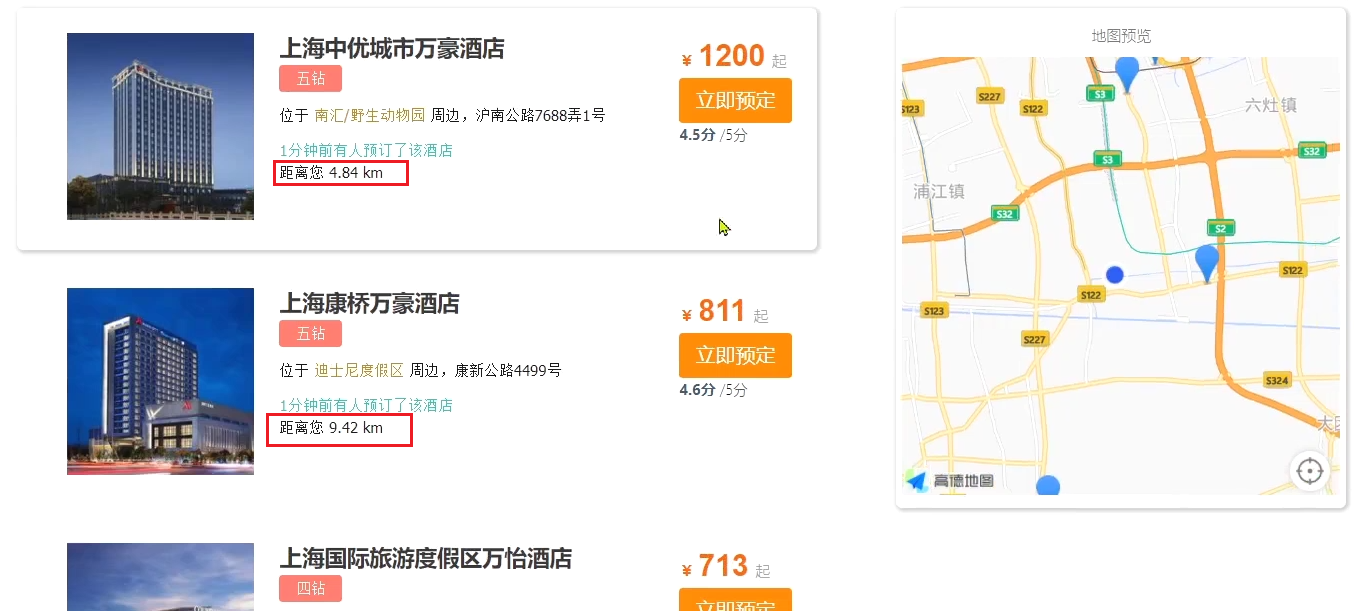 上海中优城市万豪酒店
五钻
位于 南汇/野生动物园 周边，沪南公路7688弄1号
1分钟前有人预订了该酒店
距离您 4.84 km
¥ 1200 起
立即预定
4.5分 /5分
上海康桥万豪酒店
五钻
位于 迪士尼度假区 周边，康新公路4499号
1分钟前有人预订了该酒店
距离您 9.42 km
¥ 811 起
立即预定
4.6分 /5分
上海国际旅游度假区万怡酒店
四钻
¥ 713 起
立即预定
地图预览
S3
S227
S123
S122
六灶镇
S3
S32
浦江镇
S32
S2
S122
S122
S123
S227
S324
大团
高德地图